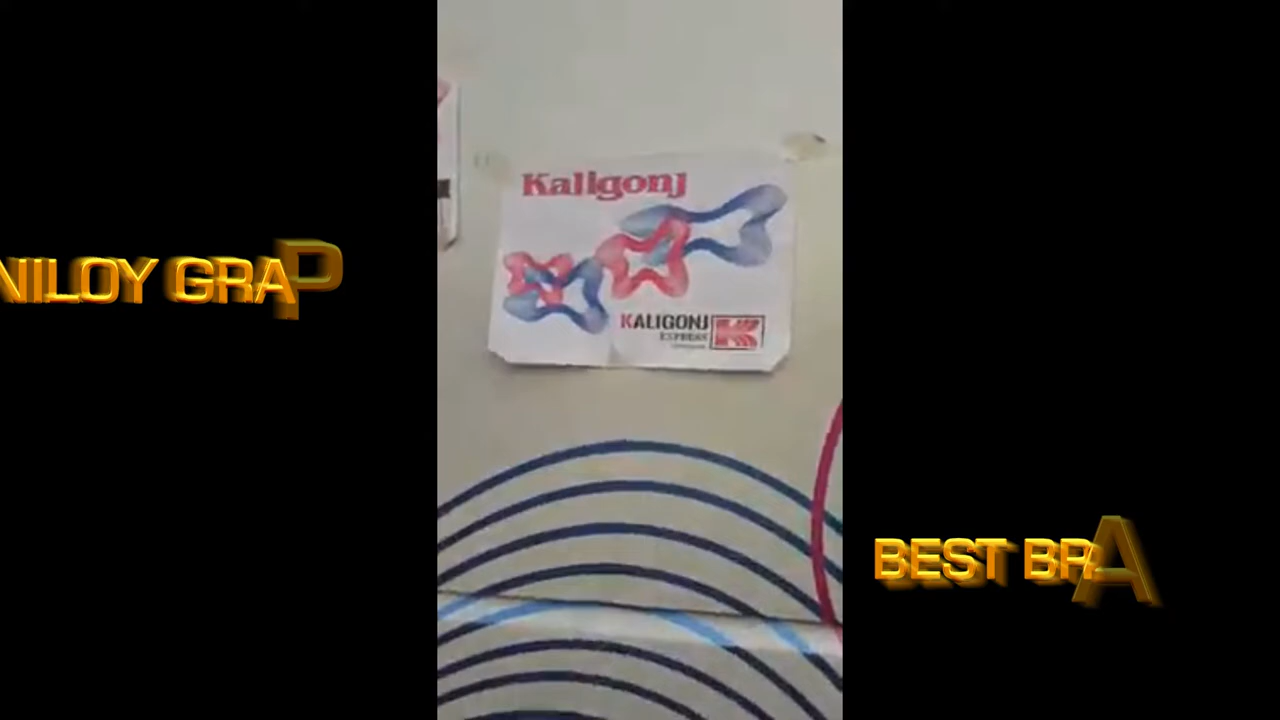 Kaligonj
NILOY GRAP
KALIGONJ
EXPRESS
BEST BRA